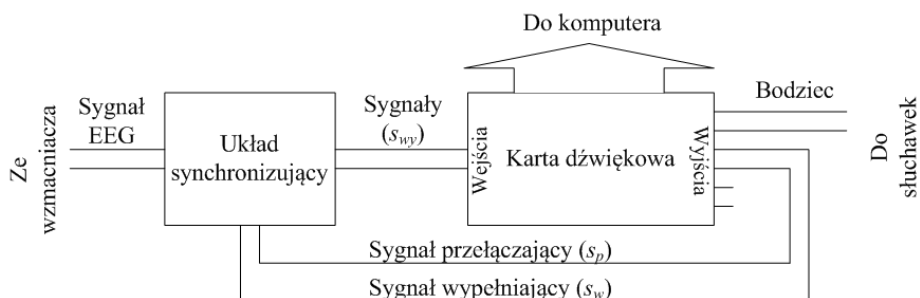 Do komputera
Sygnał
EEG
Sygnały
(s_wy)
Bodziec
Ze
wzmacniacza
Układ
synchronizujący
Wejścia
Karta dźwiękowa
Wyjścia
Do
słuchawek
Sygnał przełączający (s_p)
Sygnał wypełniający (s_w)